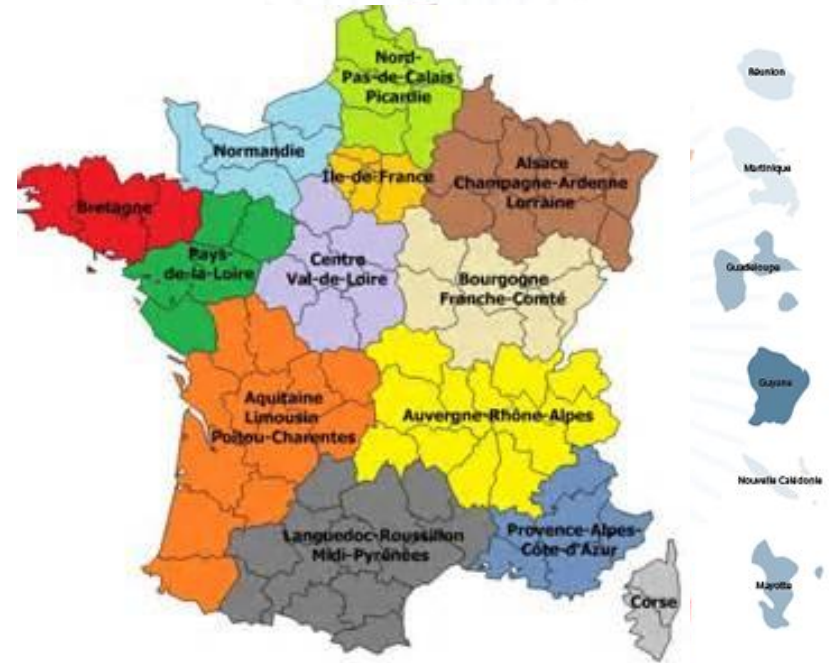 Nord-
Pas-de-Calais
Picardie
Normandie
Ile-de-France
Alsace
Champagne-Ardenne
Lorraine
Bretagne
Pays-
de-la-Loire
Centre
Val-de-Loire
Bourgogne
Franche-Comté
Aquitaine
Limousin
Poitou-Charentes
Auvergne-Rhône-Alpes
Languedoc-Roussillon
Midi-Pyrénées
Provence-Alpes-
Côte-d'Azur
Corse
Réunion
Martinique
Guadeloupe
Guyane
Nouvelle Calédonie
Mayotte